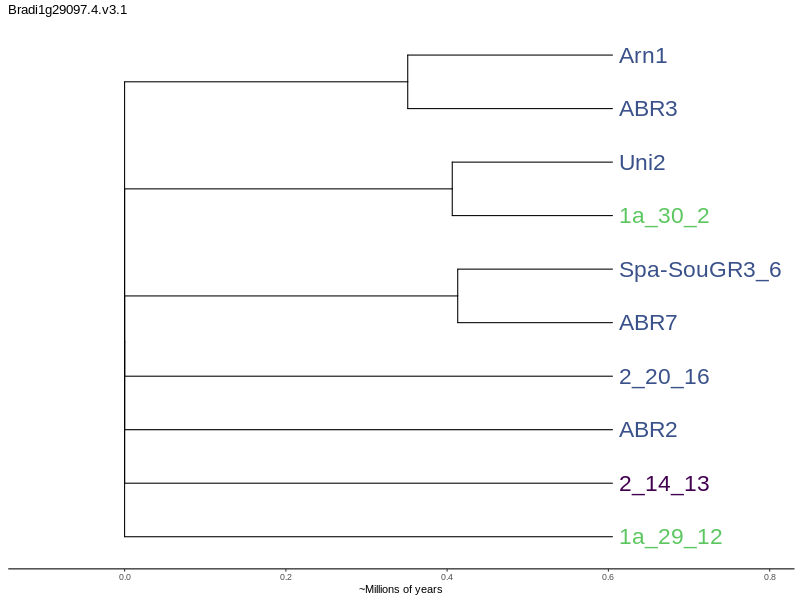 Bradi1g29097.4.v3.1
Arn1
ABR3
Uni2
1a_30_2
Spa-SouGR3_6
ABR7
2_20_16
ABR2
2_14_13
1a_29_12
0.0 0.2 0.4 0.6 0.8
~Millions of years